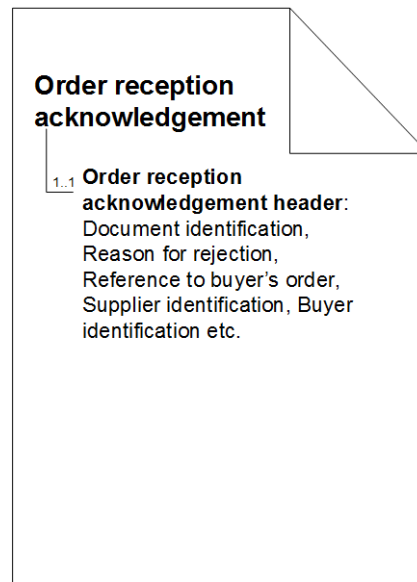 Order reception
acknowledgement
1..1 Order reception
acknowledgement header:
Document identification,
Reason for rejection,
Reference to buyer's order,
Supplier identification, Buyer
identification etc.